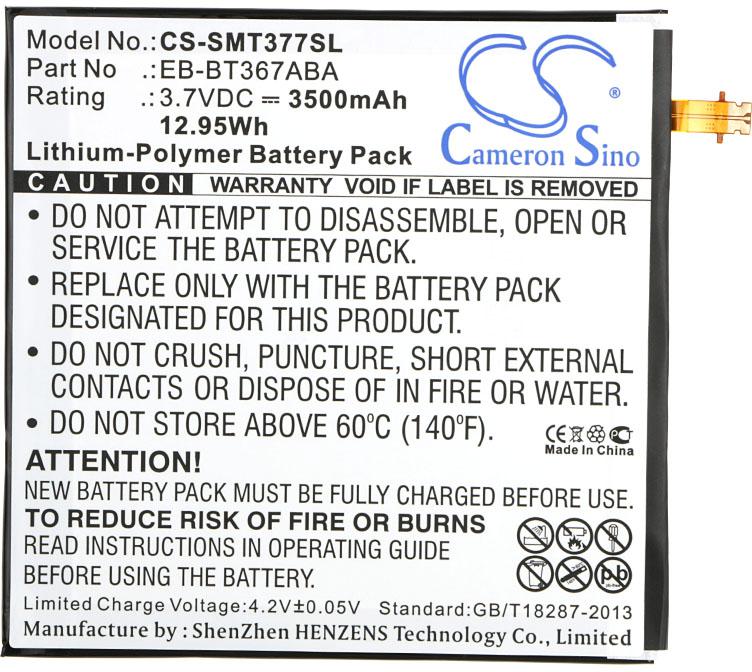 Model No.:CS-SMT377SL
Part No. :EB-BT367ABA
Rating :3.7VDC ⎓ 3500mAh
12.95Wh
Lithium-Polymer Battery Pack
CS ®
Cameron Sino
CAUTION WARRANTY VOID IF LABEL IS REMOVED
• DO NOT ATTEMPT TO DISASSEMBLE, OPEN OR
SERVICE THE BATTERY PACK.
• REPLACE ONLY WITH THE BATTERY PACK
DESIGNATED FOR THIS PRODUCT.
• DO NOT CRUSH, PUNCTURE, SHORT EXTERNAL
CONTACTS OR DISPOSE OF IN FIRE OR WATER.
• DO NOT STORE ABOVE 60°C (140°F).
CE
Made In China
ATTENTION!
NEW BATTERY PACK MUST BE FULLY CHARGED BEFORE USE.
TO REDUCE RISK OF FIRE OR BURNS
READ INSTRUCTIONS IN OPERATING GUIDE
BEFORE USING THE BATTERY.
pb
Limited Charge Voltage:4.2V±0.05V Standard:GB/T18287-2013
Manufacture by : ShenZhen HENZENS Technology Co., Limited